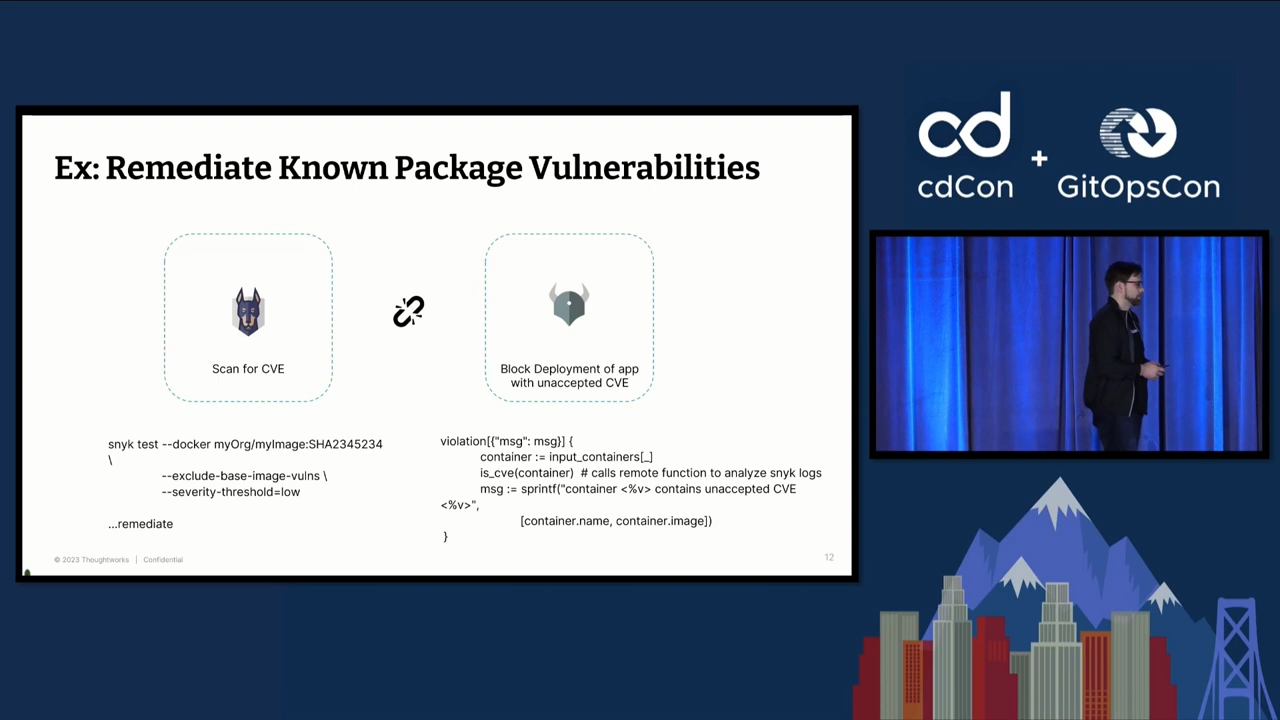 Ex: Remediate Known Package Vulnerabilities
Scan for CVE
Block Deployment of app
with unaccepted CVE
snyk test --docker myOrg/myImage:SHA2345234
\
--exclude-base-image-vulns \
--severity-threshold=low
...remediate
violation[{"msg": msg}] {
container := input_containers[_]
is_cve(container)  # calls remote function to analyze snyk logs
msg := sprintf("container <%v> contains unaccepted CVE
<%v>",
[container.name, container.image])
}
© 2023 Thoughtworks | Confidential
12
cd
+
cdCon
GitOpsCon